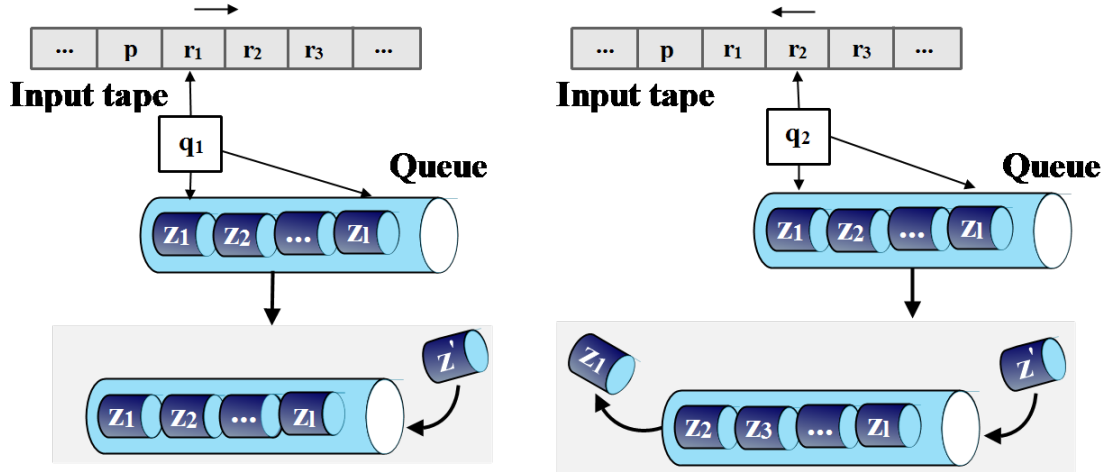 ... p r₁ r₂ r₃ ...
Input tape
q₁
Queue
Z₁ Z₂ ... Zₗ
Z'
Z₁ Z₂ ... Zₗ
... p r₁ r₂ r₃ ...
Input tape
q₂
Queue
Z₁ Z₂ ... Zₗ
Z₁
Z'
Z₂ Z₃ ... Zₗ